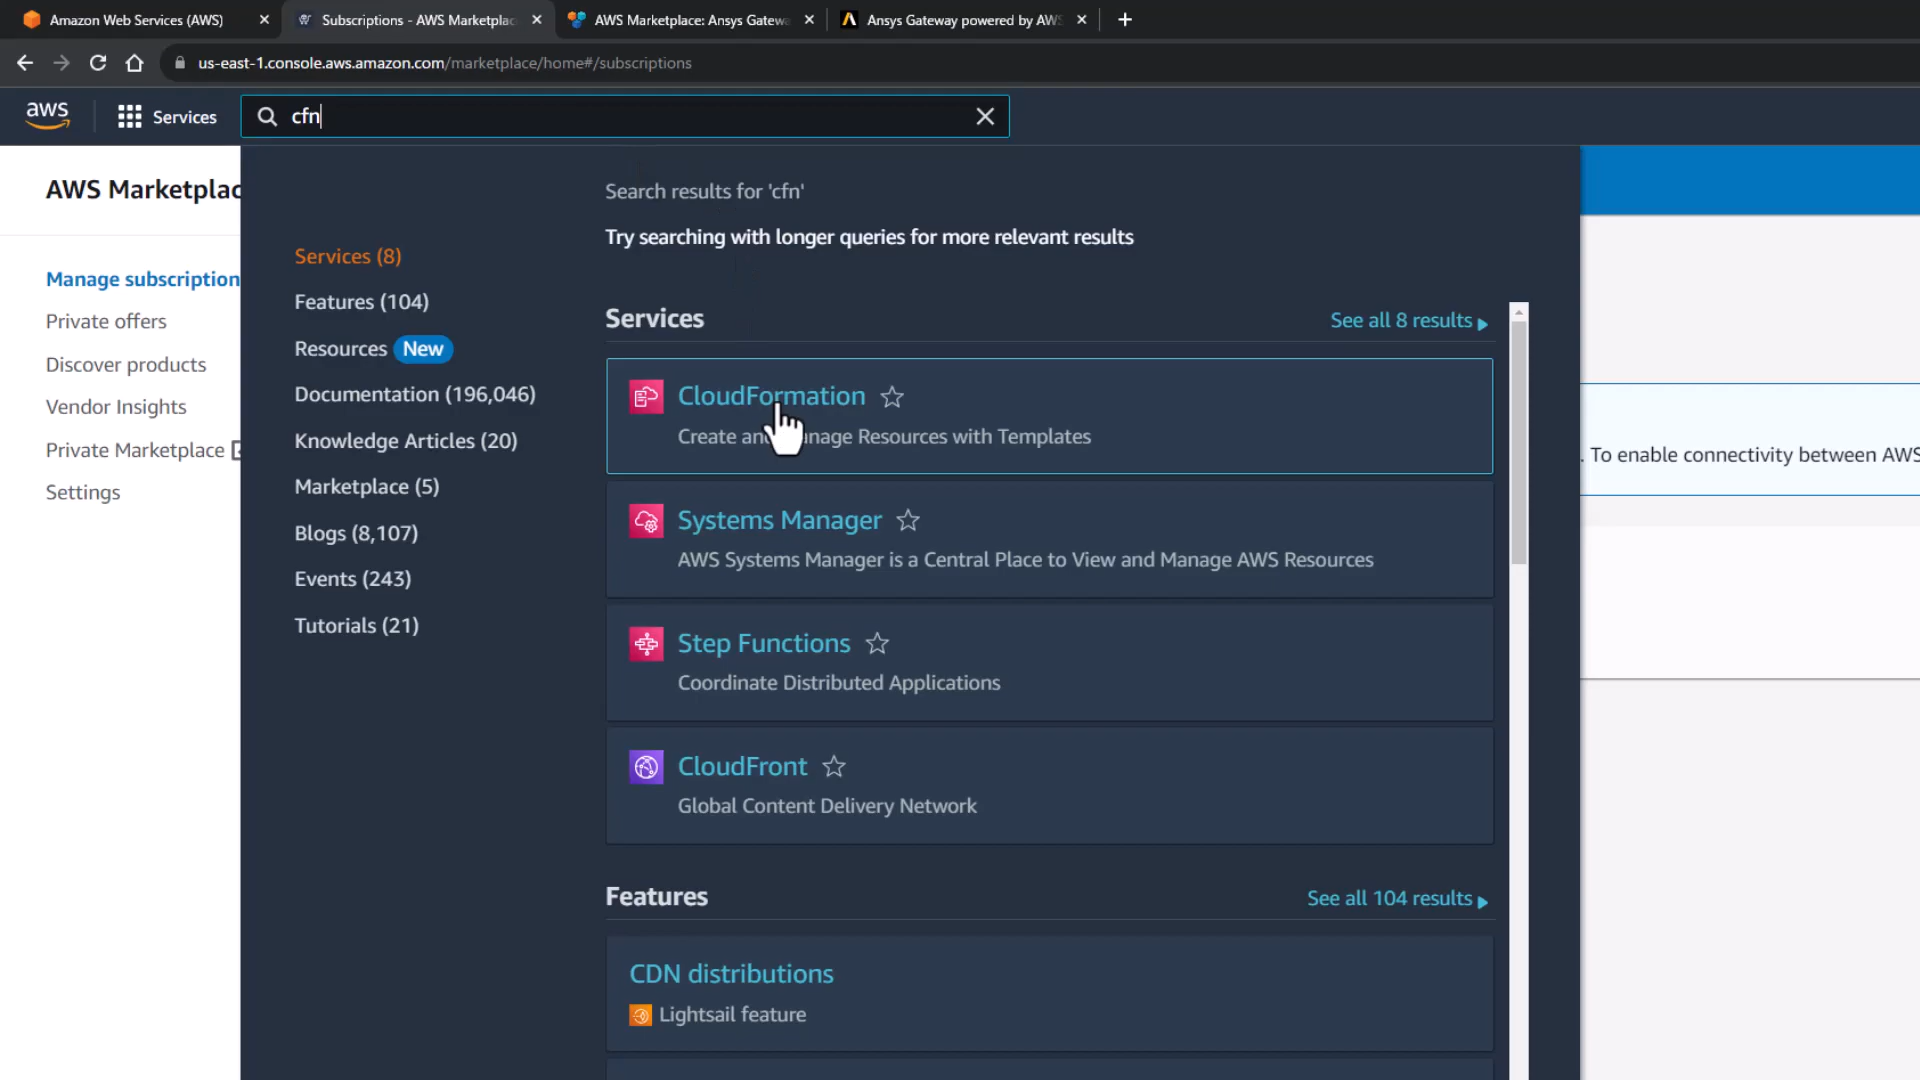 Amazon Web Services (AWS)
Subscriptions - AWS Marketplac
AWS Marketplace: Ansys Gatew
Ansys Gateway powered by AWS
us-east-1.console.aws.amazon.com/marketplace/home#/subscriptions
aws
Services
cfn
AWS Marketplac
Manage subscription
Private offers
Discover products
Vendor Insights
Private Marketplace
Settings
Services (8)
Features (104)
Resources New
Documentation (196,046)
Knowledge Articles (20)
Marketplace (5)
Blogs (8,107)
Events (243)
Tutorials (21)
Search results for 'cfn'
Try searching with longer queries for more relevant results
Services
See all 8 results
CloudFormation
Create and Manage Resources with Templates
Systems Manager
AWS Systems Manager is a Central Place to View and Manage AWS Resources
Step Functions
Coordinate Distributed Applications
CloudFront
Global Content Delivery Network
Features
See all 104 results
CDN distributions
Lightsail feature
. To enable connectivity between AWS